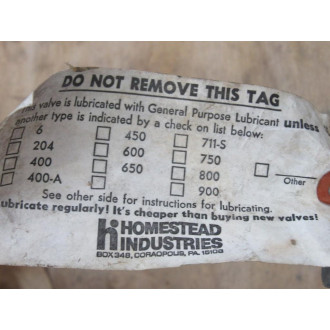 DO NOT REMOVE THIS TAG
valve is lubricated with General Purpose Lubricant unless
another type is indicated by a check on list below:
6 450 711-S
204 600 750
400 650 800 Other
400-A 900
See other side for instructions for lubricating.
Lubricate regularly! It's cheaper than buying new valves!
HOMESTEAD
INDUSTRIES
BOX 348, CORAOPOLIS, PA. 15108